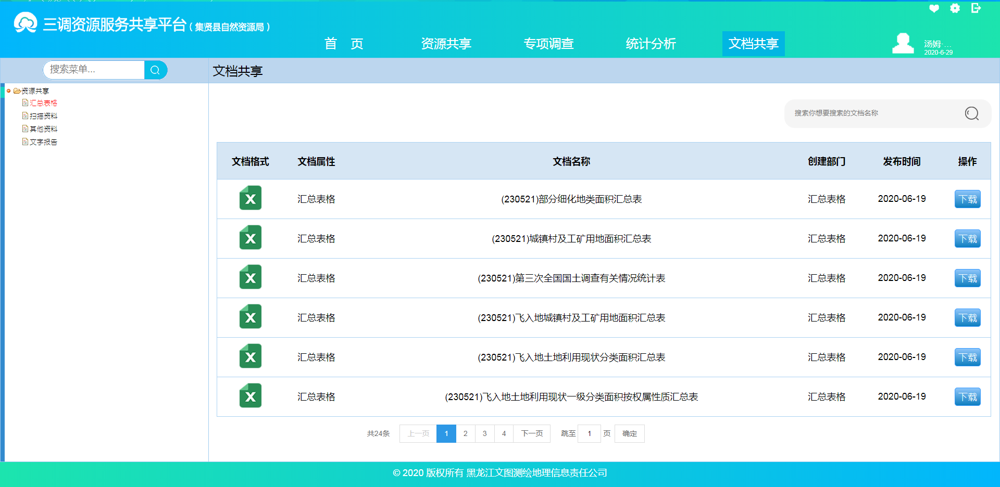 三调资源服务共享平台（集贤县自然资源局）
首 页 资源共享 专项调查 统计分析 文档共享
汤姆·...
2020-6-29
搜索菜单...
文档共享
资源共享
汇总表格
扫描资料
其他资料
文字报告
搜索你想要搜索的文档名称
文档格式 文档属性 文档名称 创建部门 发布时间 操作
汇总表格 (230521)部分细化地类面积汇总表 汇总表格 2020-06-19 下载
汇总表格 (230521)城镇村及工矿用地面积汇总表 汇总表格 2020-06-19 下载
汇总表格 (230521)第三次全国国土调查有关情况统计表 汇总表格 2020-06-19 下载
汇总表格 (230521)飞入地城镇村及工矿用地面积汇总表 汇总表格 2020-06-19 下载
汇总表格 (230521)飞入地土地利用现状分类面积汇总表 汇总表格 2020-06-19 下载
汇总表格 (230521)飞入地土地利用现状一级分类面积按权属性质汇总表 汇总表格 2020-06-19 下载
共24条 上一页 1 2 3 4 下一页 跳至 1 页 确定
© 2020 版权所有 黑龙江文图测绘地理信息责任公司